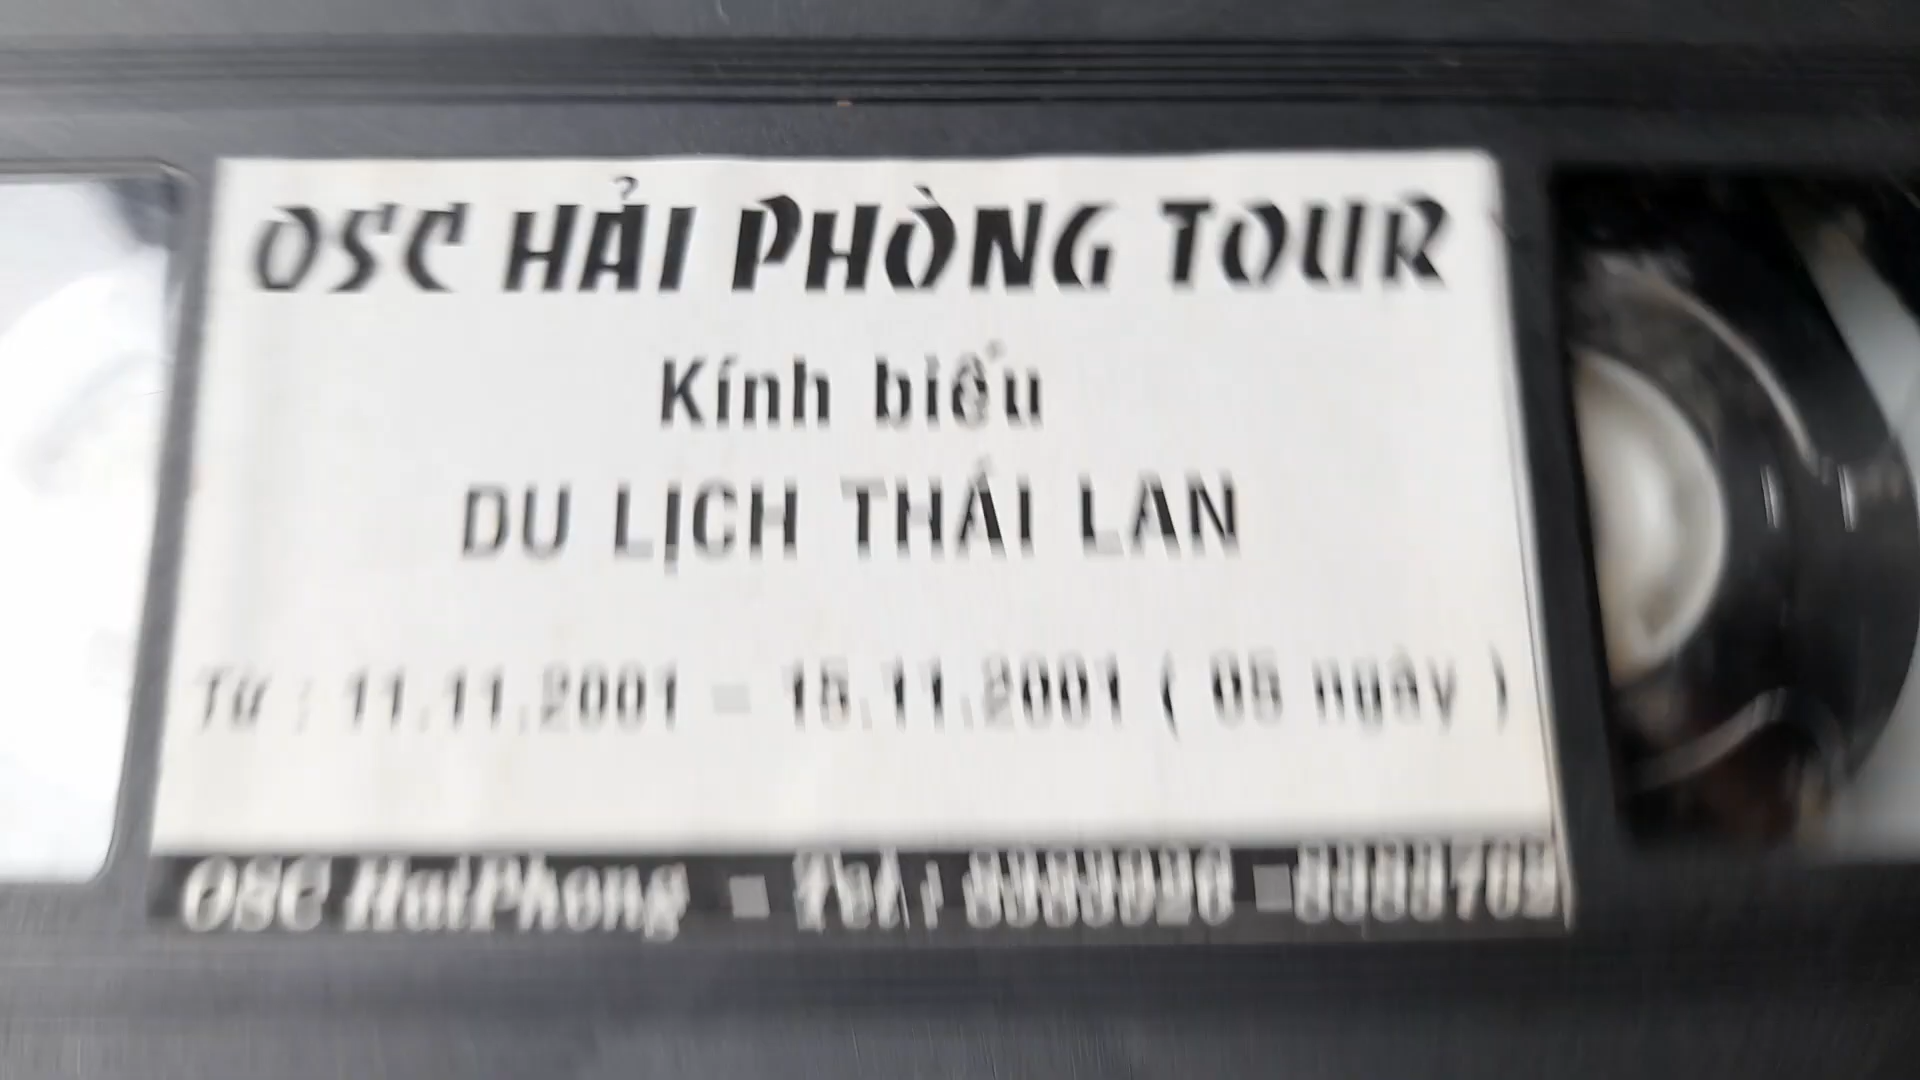 OSC HẢI PHÒNG TOUR
Kính biếu
DU LỊCH THÁI LAN
Từ : 11.11.2001 - 15.11.2001 ( 05 ngày )
OSC HaiPhong - Tel :